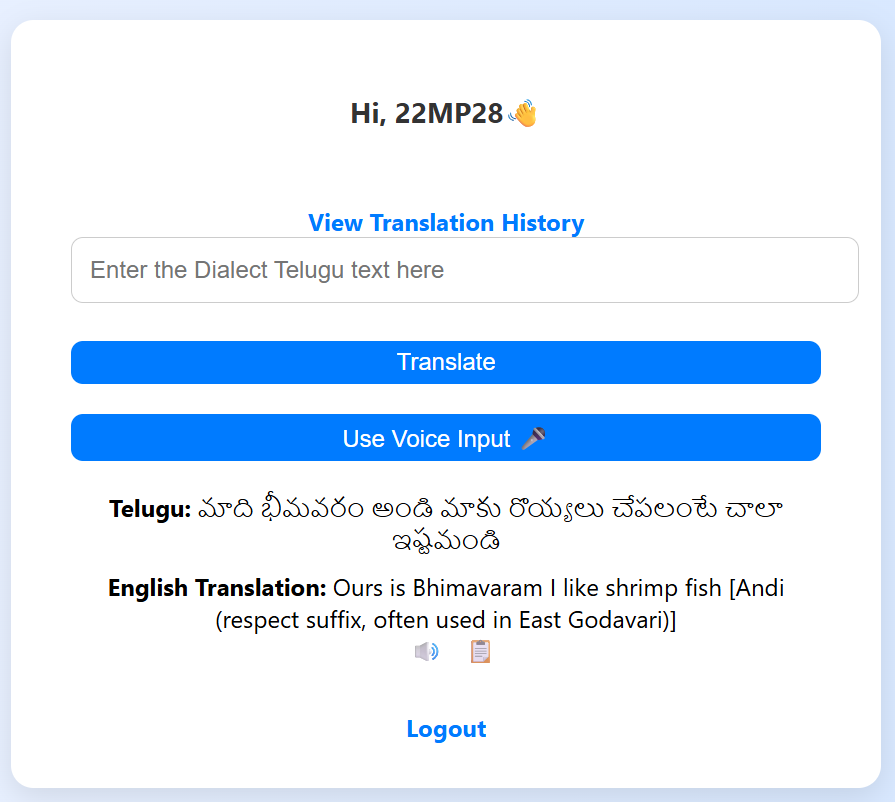 Hi, 22MP28👋
View Translation History
Enter the Dialect Telugu text here
Translate
Use Voice Input 🎤
Telugu: మాది భీమవరం అండి మాకు రొయ్యలు చేపలంటే చాలా
ఇష్టమండి
English Translation: Ours is Bhimavaram I like shrimp fish [Andi
(respect suffix, often used in East Godavari)]
Logout